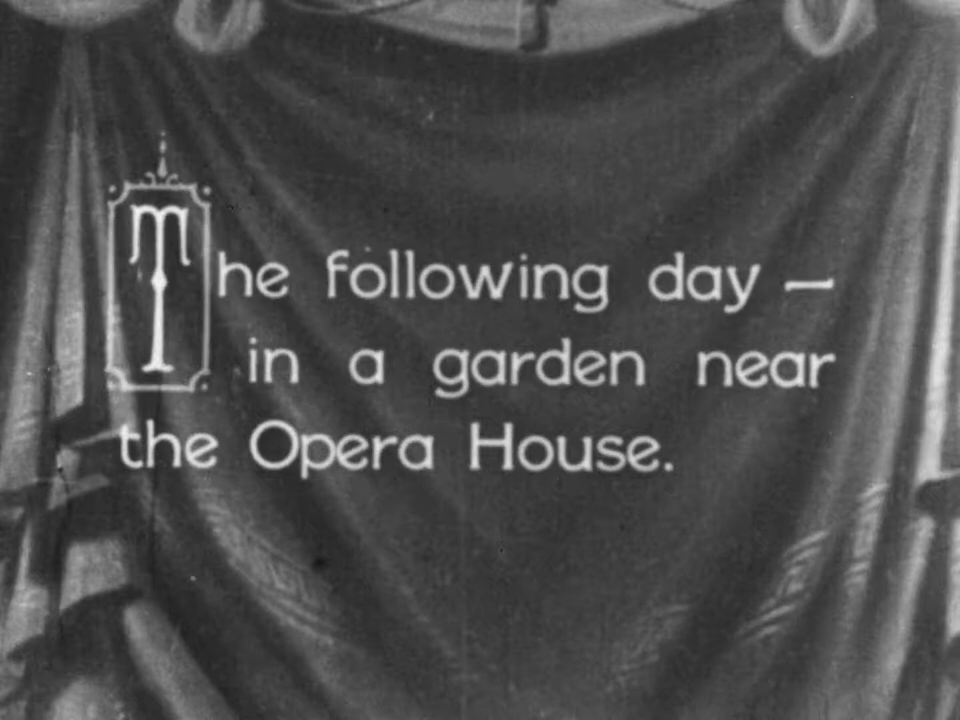 The following day —
in a garden near
the Opera House.